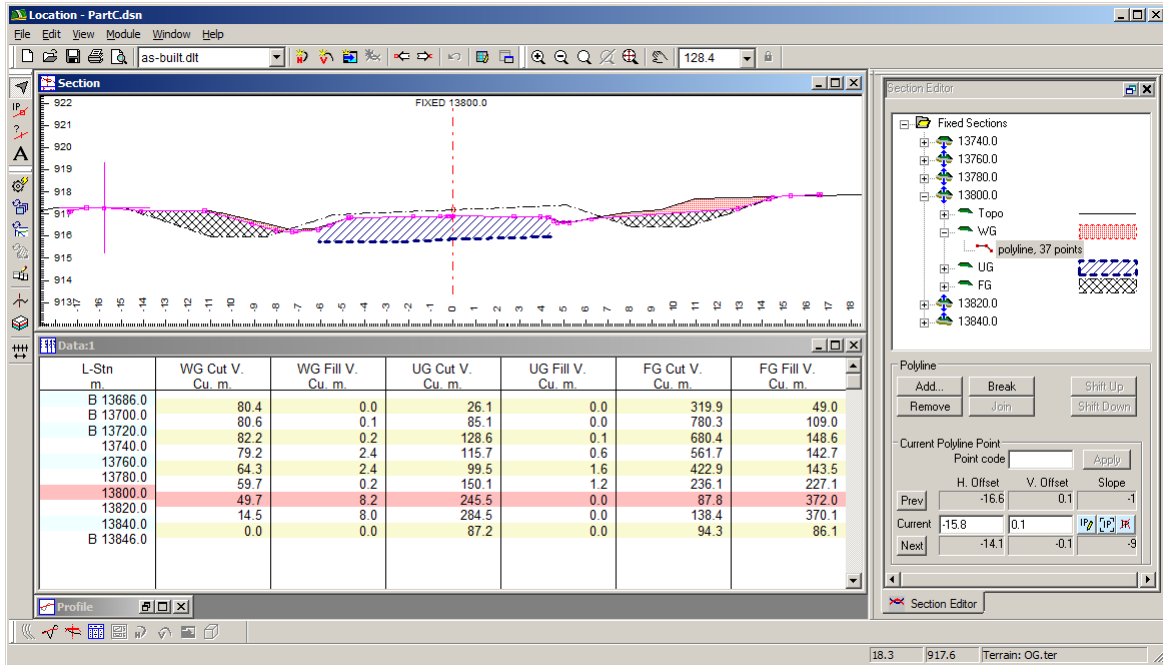 Location - PartC.dsn
File Edit View Module Window Help
as-built.dlt
128.4
Section
FIXED 13800.0
922
921
920
919
918
917
916
915
914
913
-17 -16 -15 -14 -13 -12 -11 -10 -9 -8 -7 -6 -5 -4 -3 -2 -1 0 1 2 3 4 5 6 7 8 9 10 11 12 13 14 15 16 17 18
Data:1
L-Stn WG Cut V. WG Fill V. UG Cut V. UG Fill V. FG Cut V. FG Fill V.
m. Cu. m. Cu. m. Cu. m. Cu. m. Cu. m. Cu. m.
B 13686.0
80.4 0.0 26.1 0.0 319.9 49.0
B 13700.0
80.6 0.1 85.1 0.0 780.3 109.0
B 13720.0
82.2 0.2 128.6 0.1 680.4 148.6
13740.0
79.2 2.4 115.7 0.6 561.7 142.7
13760.0
64.3 2.4 99.5 1.6 422.9 143.5
13780.0
59.7 0.2 150.1 1.2 236.1 227.1
13800.0
49.7 8.2 245.5 0.0 87.8 372.0
13820.0
14.5 8.0 284.5 0.0 138.4 370.1
13840.0
0.0 0.0 87.2 0.0 94.3 86.1
B 13846.0
Profile
Section Editor
Fixed Sections
13740.0
13760.0
13780.0
13800.0
Topo
WG
polyline, 37 points
UG
FG
13820.0
13840.0
Polyline
Add... Break Shift Up
Remove Join Shift Down
Current Polyline Point
Point code Apply
H. Offset V. Offset Slope
Prev -16.6 0.1 -1
Current -15.8 0.1 IP [IP] IP
Next -14.1 -0.1 -9
Section Editor
18.3 917.6 Terrain: OG.ter